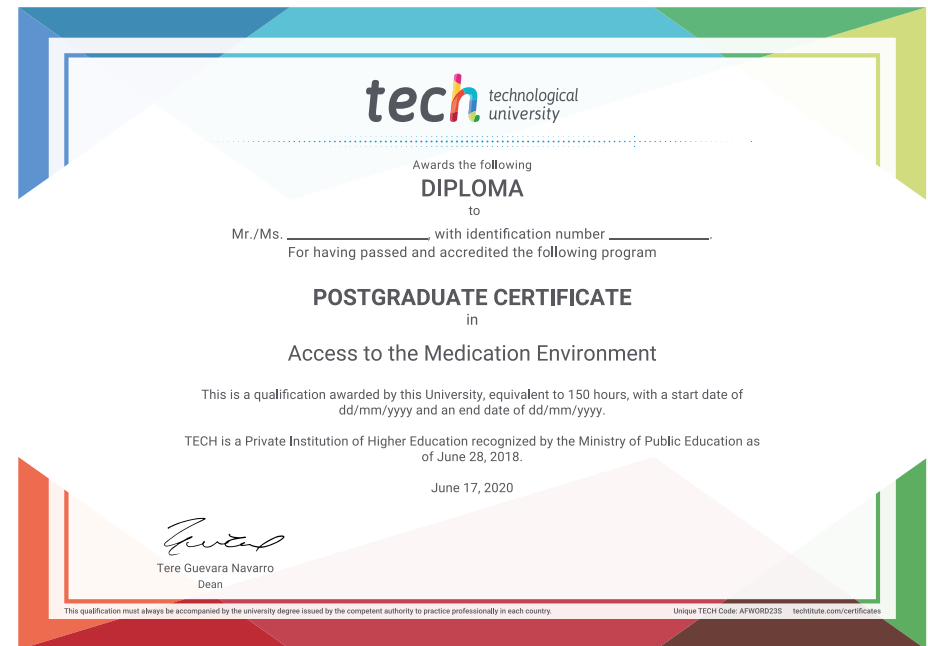 tech technological
university
Awards the following
DIPLOMA
to
Mr./Ms. ____________________, with identification number ______________.
For having passed and accredited the following program
POSTGRADUATE CERTIFICATE
in
Access to the Medication Environment
This is a qualification awarded by this University, equivalent to 150 hours, with a start date of
dd/mm/yyyy and an end date of dd/mm/yyyy.
TECH is a Private Institution of Higher Education recognized by the Ministry of Public Education as
of June 28, 2018.
June 17, 2020
Tere Guevara Navarro
Dean
This qualification must always be accompanied by the university degree issued by the competent authority to practice professionally in each country. Unique TECH Code: AFWORD23S techtitute.com/certificates